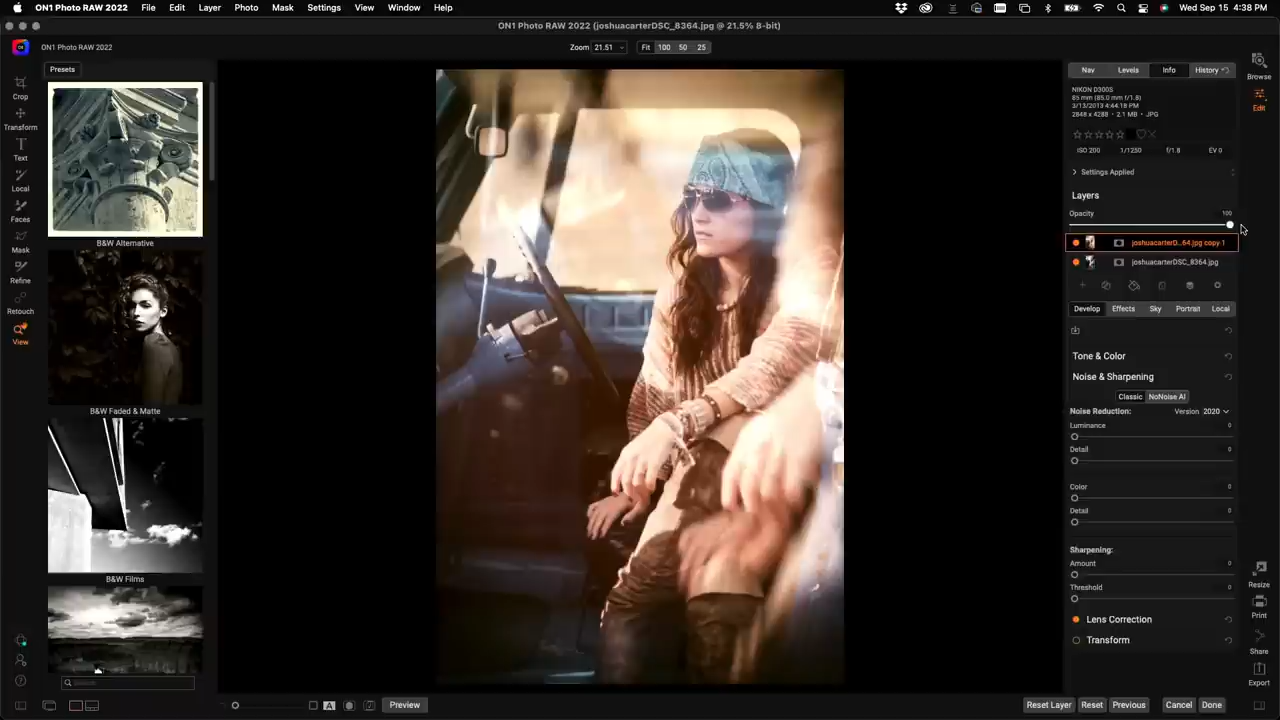 ON1 Photo RAW 2022 File Edit Layer Photo Mask Settings View Window Help Wed Sep 15 4:38 PM
ON1 Photo RAW 2022 (joshuacarterDSC_8364.jpg @ 21.5% 8-bit)
ON1 Photo RAW 2022 Zoom 21.51 Fit 100 50 25
Presets
Nav Levels Info History
Browse
Edit
NIKON D300S
85 mm (85.0 mm f/1.8)
3/13/2013 4:44:18 PM
2848 x 4288 • 2.1 MB • JPG
ISO 200 1/1250 f/1.8 EV 0
Settings Applied
Layers
Opacity 100
joshuacarterD...64.jpg copy 1
joshuacarterDSC_8364.jpg
Develop Effects Sky Portrait Local
Tone & Color
Noise & Sharpening
Classic NoNoise AI
Noise Reduction: Version 2020
Luminance 0
Detail 0
Color 0
Detail 0
Sharpening:
Amount 0
Threshold 0
Lens Correction
Transform
Crop
Transform
Text
Local
Faces
Mask
Refine
Retouch
View
B&W Alternative
B&W Faded & Matte
B&W Films
Search
Resize
Print
Share
Export
A Preview
Reset Layer Reset Previous Cancel Done